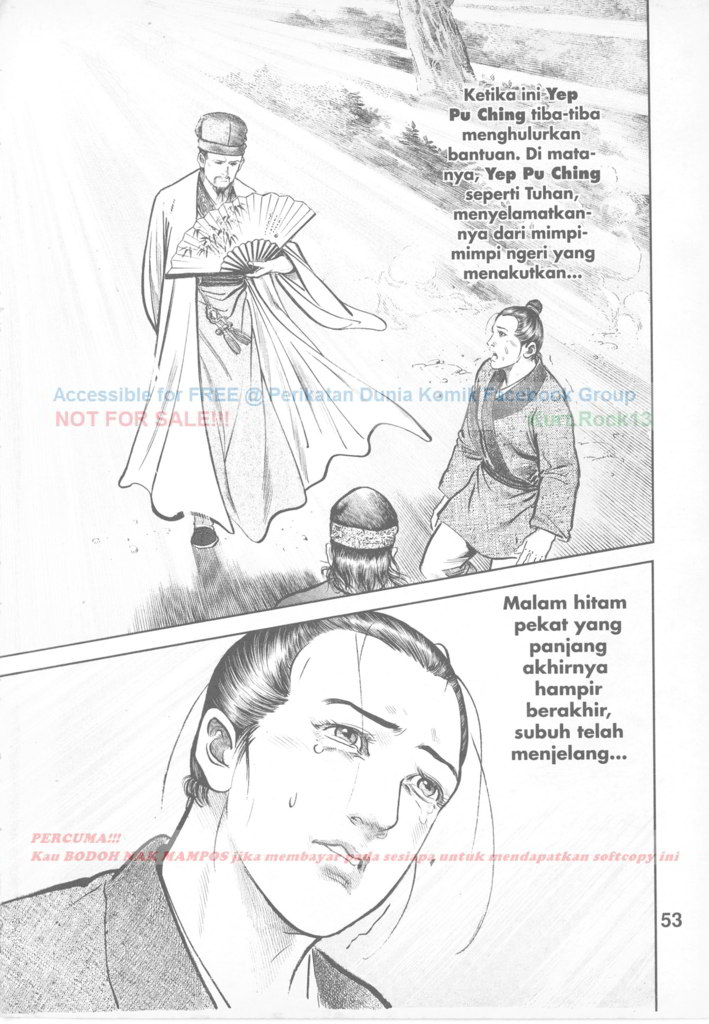 Ketika ini Yep
Pu Ching tiba-tiba
menghulurkan
bantuan. Di mata-
nya, Yep Pu Ching
seperti Tuhan,
menyelamatkan-
nya dari mimpi-
mimpi ngeri yang
menakutkan...
Accessible for FREE @ Perikatan Dunia Komik Facebook Group
NOT FOR SALE!!! Kurt.Rock13
Malam hitam
pekat yang
panjang
akhirnya
hampir
berakhir,
subuh telah
menjelang...
PERCUMA!!!
Kau BODOH NAK MAMPOS jika membayar pada sesiapa untuk mendapatkan softcopy ini
53